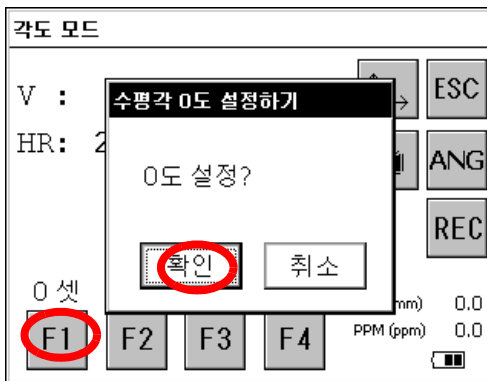 각도 모드
V :
ESC
수평각 0도 설정하기
HR: 2
ANG
0도 설정?
REC
확인
취소
0 셋
mm) 0.0
F1
F2
F3
F4
PPM (ppm) 0.0